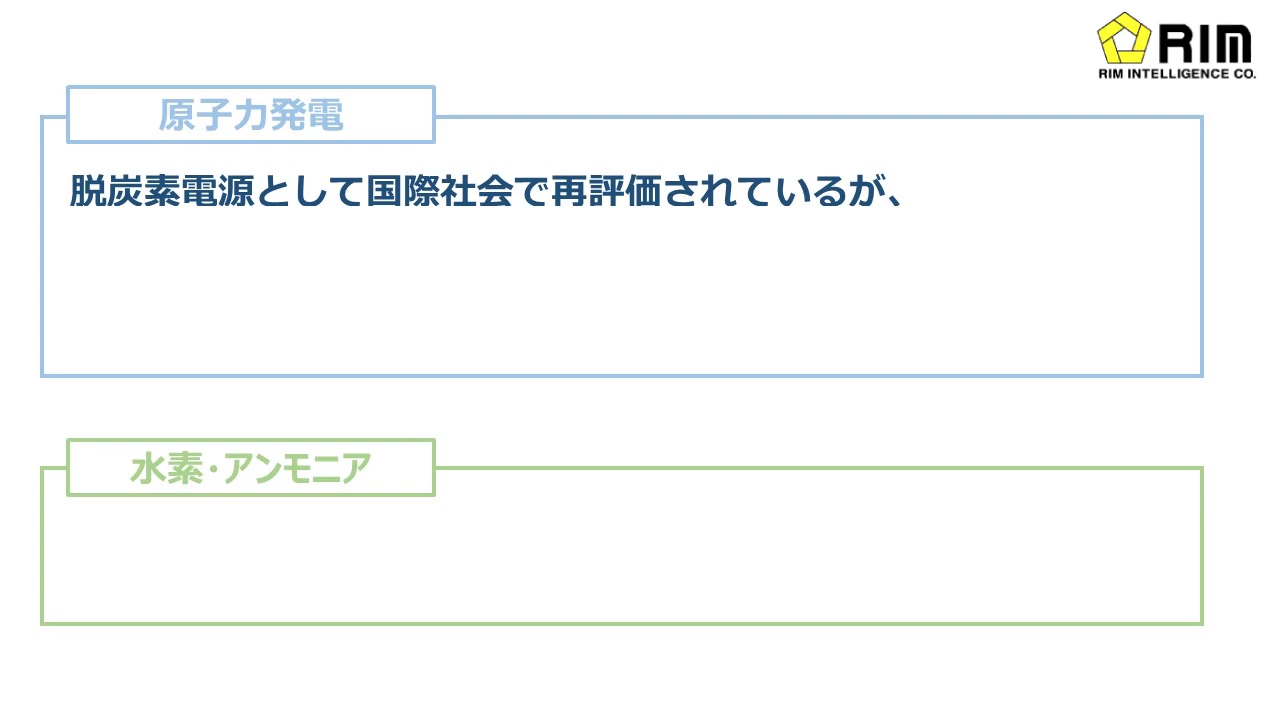 RIM
RIM INTELLIGENCE CO.
原子力発電
脱炭素電源として国際社会で再評価されているが、
水素・アンモニア